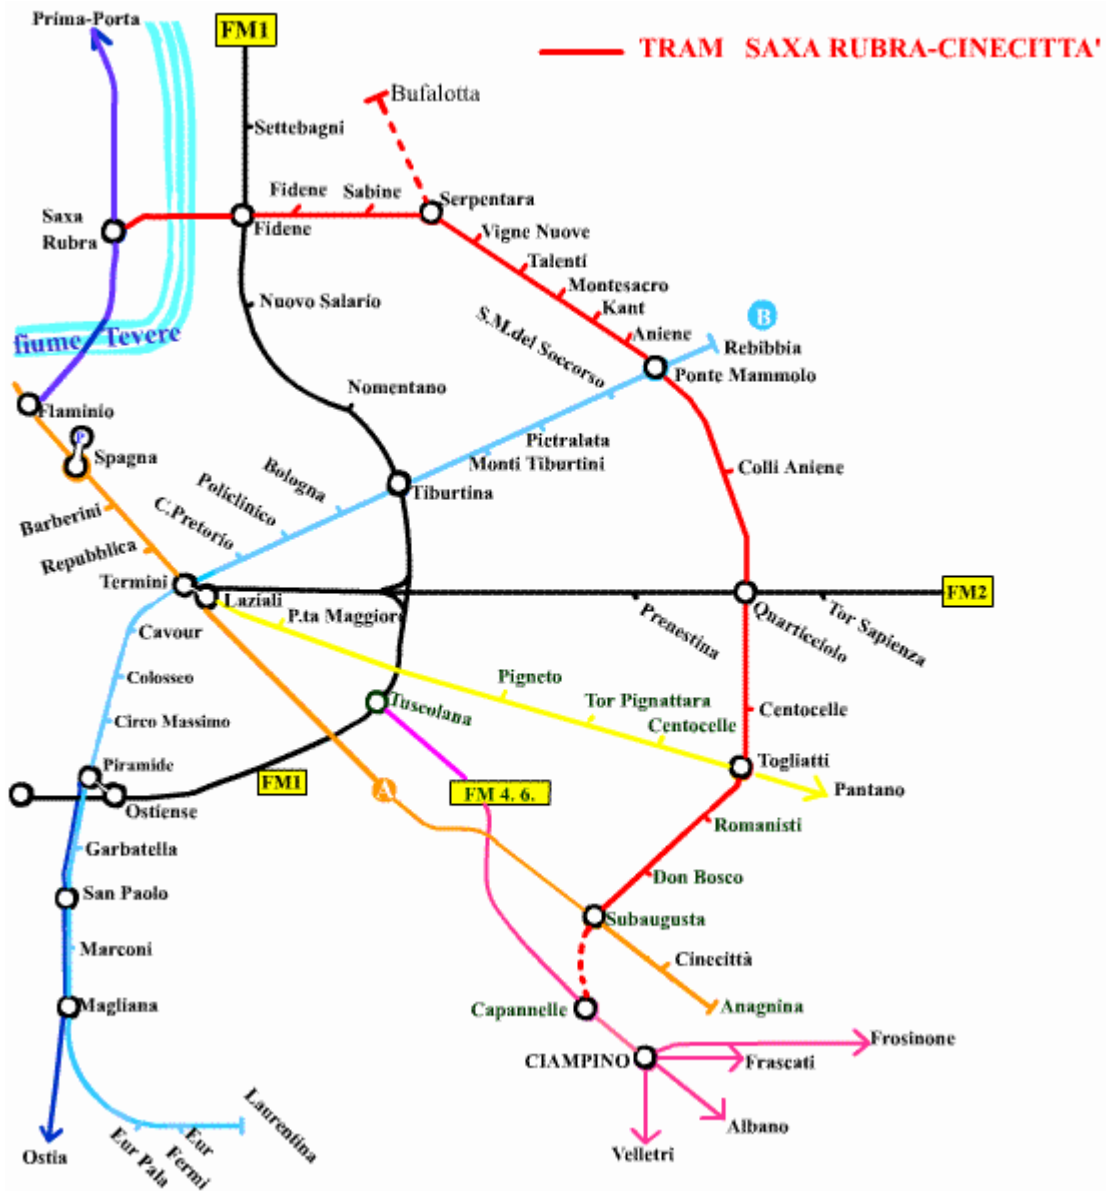 Prima-Porta
FM1
TRAM SAXA RUBRA-CINECITTA'
Bufalotta
Settebagni
Fidene
Sabine
Serpentara
Saxa
Rubra
Fidene
Vigne Nuove
Talenti
Montesacro
Kant
Aniene
Nuovo Salario
S.M.del Soccorso
B
Rebibbia
Ponte Mammolo
fiume Tevere
Nomentano
Flaminio
P
Spagna
Pietralata
Monti Tiburtini
Colli Aniene
Bologna
Policlinico
C.Pretorio
Tiburtina
Barberini
Repubblica
Termini
Laziali
P.ta Maggiore
Prenestina
Quarticciolo
Tor Sapienza
FM2
Cavour
Colosseo
Circo Massimo
Pigneto
Tor Pignattara
Centocelle
Centocelle
Tuscolana
Togliatti
Pantano
Piramide
FM1
A
FM 4. 6.
Ostiense
Romanisti
Garbatella
Don Bosco
San Paolo
Subaugusta
Marconi
Cinecittà
Magliana
Capannelle
Anagnina
CIAMPINO
Frosinone
Frascati
Albano
Velletri
Laurentina
Eur
Fermi
Eur Pala
Ostia